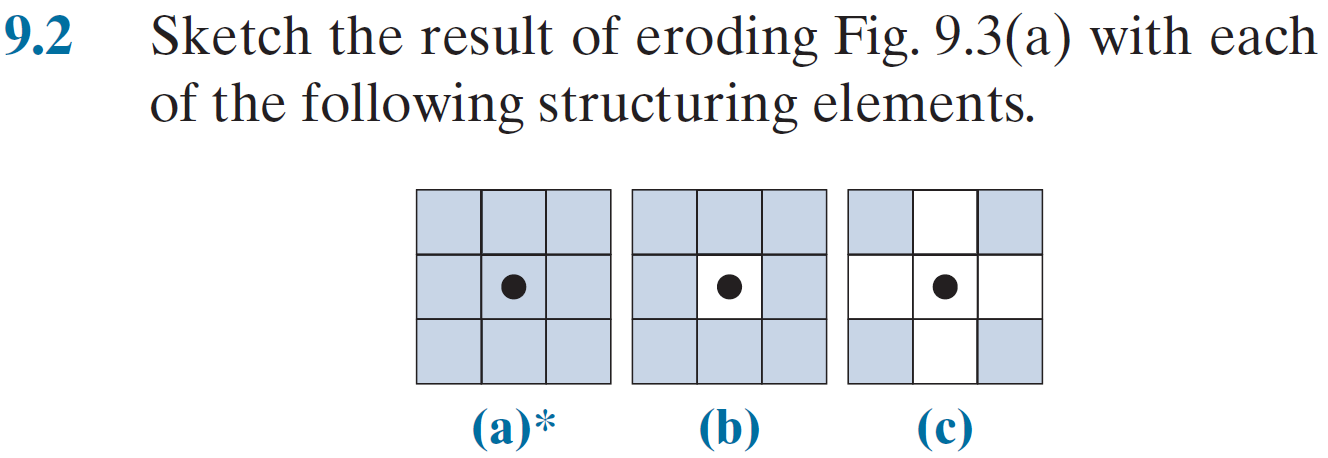 9.2 Sketch the result of eroding Fig. 9.3(a) with each
of the following structuring elements.
(a)* (b) (c)